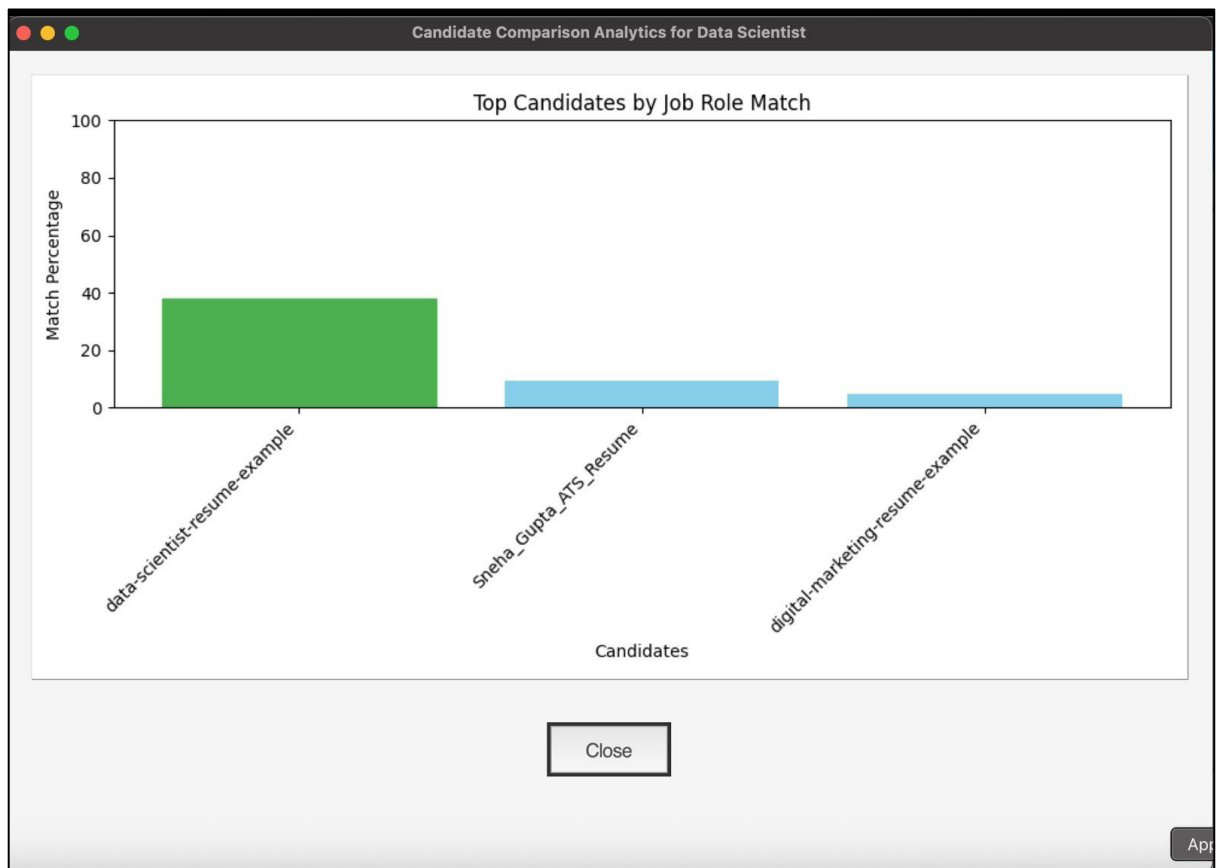 Candidate Comparison Analytics for Data Scientist
Top Candidates by Job Role Match
Match Percentage
100
80
60
40
20
0
data-scientist-resume-example
Sneha_Gupta_ATS_Resume
digital-marketing-resume-example
Candidates
Close